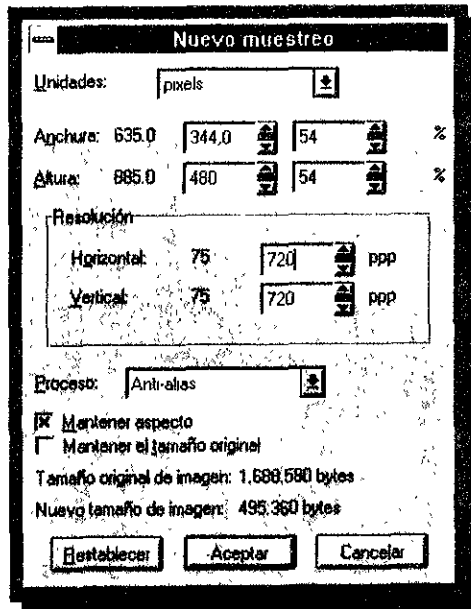 Nuevo muestreo
Unidades: pixels
Anchura: 635.0 344,0 54 %
Altura: 885.0 480 54 %
Resolución
Horizontal: 75 720 ppp
Vertical: 75 720 ppp
Proceso: Anti-alias
Mantener aspecto
Mantener el tamaño original
Tamaño original de imagen: 1,688,580 bytes
Nuevo tamaño de imagen: 495,360 bytes
Restablecer Aceptar Cancelar